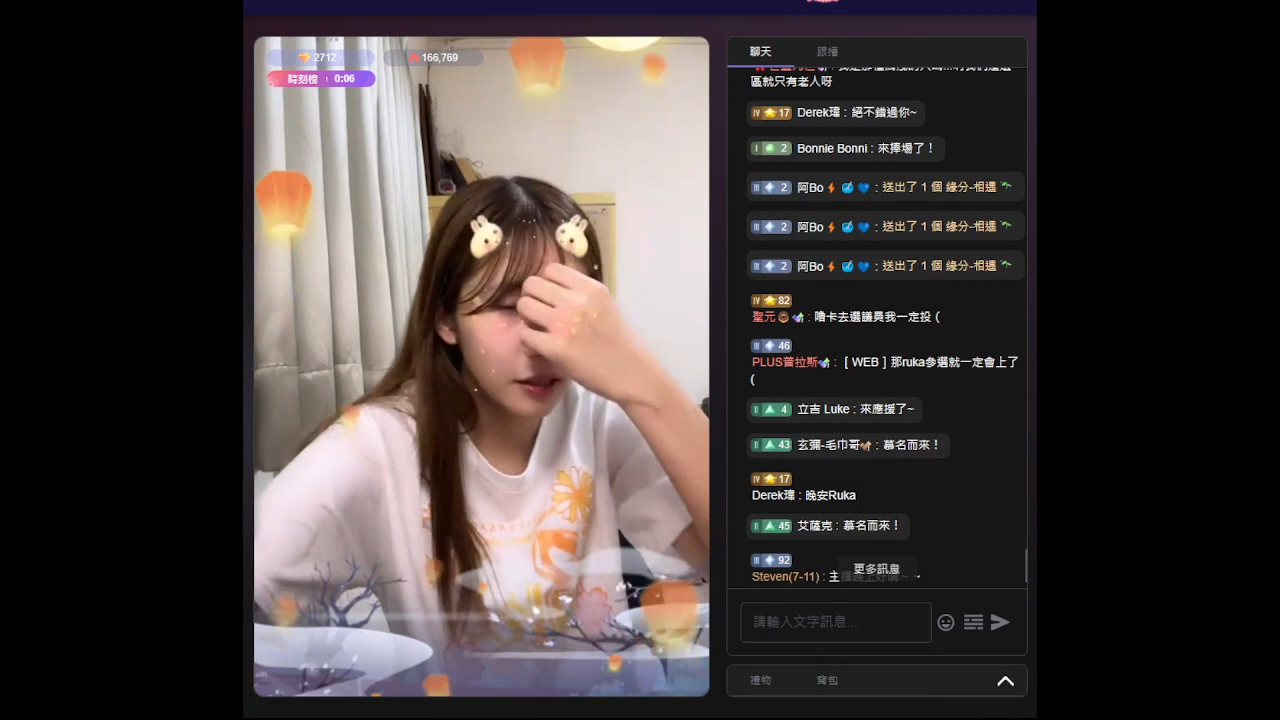 2712
166,769
時刻榜 0:06
聊天
跟播
區就只有老人呀
IV 17 Derek瑋 : 絕不錯過你~
I 2 Bonnie Bonni : 來捧場了！
III 2 阿Bo : 送出了 1 個 緣分-相遇
III 2 阿Bo : 送出了 1 個 緣分-相遇
III 2 阿Bo : 送出了 1 個 緣分-相遇
IV 82
聖元 : 嚕卡去選議員我一定投 (
III 46
PLUS普拉斯 : [ WEB ] 那ruka參選就一定會上了
(
II 4 立吉 Luke : 來應援了~
II 43 玄彌-毛巾哥 : 慕名而來！
IV 17
Derek瑋 : 晚安Ruka
II 45 艾薩克 : 慕名而來！
III 92
Steven(7-11) : 主播晚上好
更多訊息
請輸入文字訊息...
禮物
背包